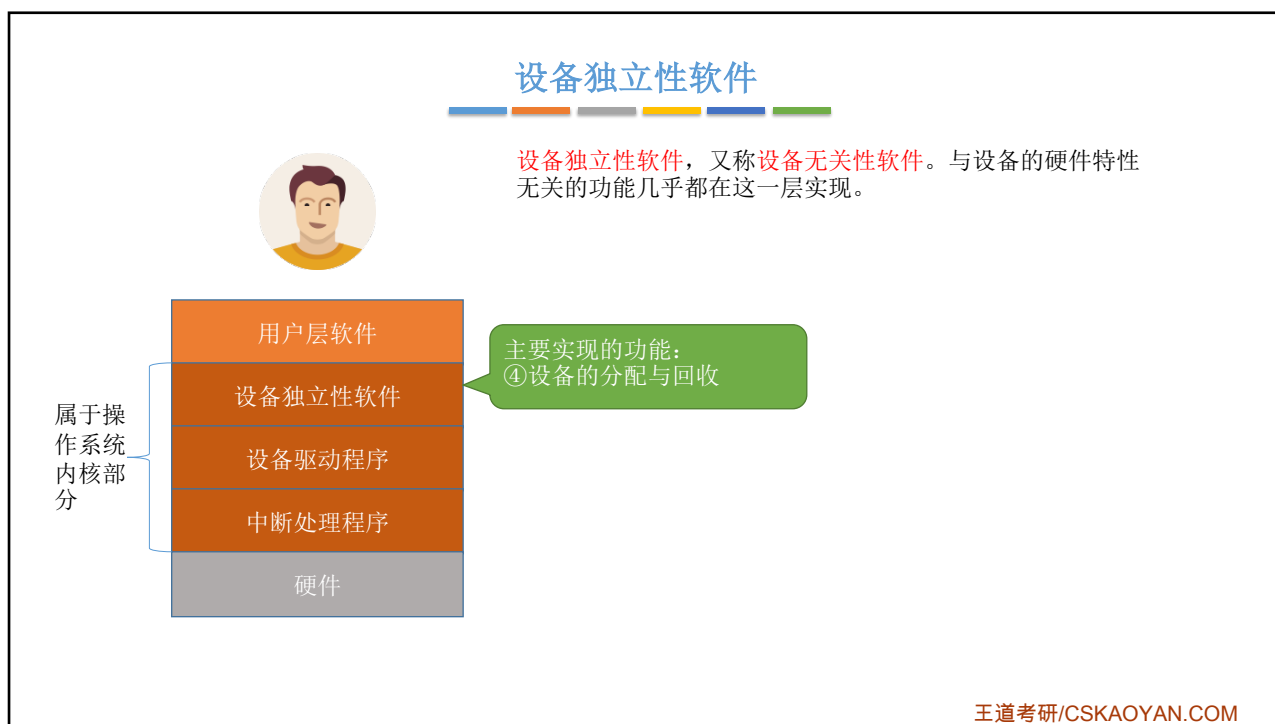 设备独立性软件
设备独立性软件，又称设备无关性软件。与设备的硬件特性
无关的功能几乎都在这一层实现。
用户层软件
主要实现的功能：
④设备的分配与回收
设备独立性软件
属于操
作系统
内核部
分
设备驱动程序
中断处理程序
硬件
王道考研/CSKAOYAN.COM